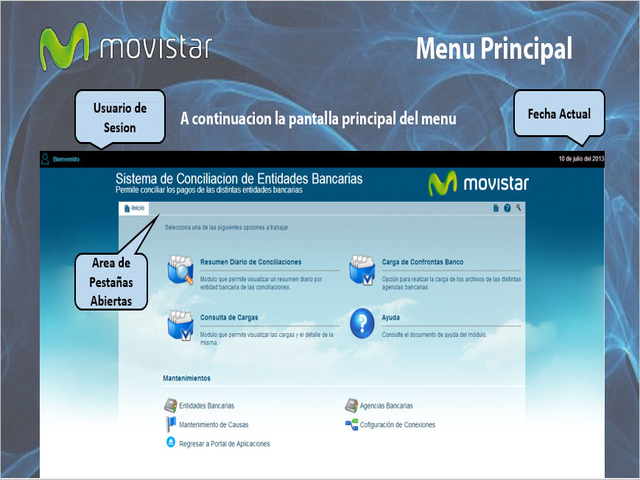 movistar
Menu Principal
Usuario de
Sesion
A continuacion la pantalla principal del menu
Fecha Actual
Bienvenido
10 de julio del 2013
Sistema de Conciliacion de Entidades Bancarias
Permite conciliar los pagos de las distintas entidades bancarias
movistar
Inicio
Selecciona una de las siguientes opciones a trabajar
Area de
Pestañas
Abiertas
Resumen Diario de Conciliaciones
Modulo que permite visualizar un resumen diario por
entidad bancaria de las conciliaciones.
Carga de Confrontas Banco
Opción para realizar la carga de los archivos de las distintas
agencias bancarias.
Consulta de Cargas
Modulo que permite visualizar las cargas y el detalle de la
misma.
Ayuda
Consulte el documento de ayuda del módulo.
Mantenimientos
Entidades Bancarias
Agencias Bancarias
Mantenimiento de Causas
Cofiguración de Conexiones
Regresar a Portal de Aplicaciones